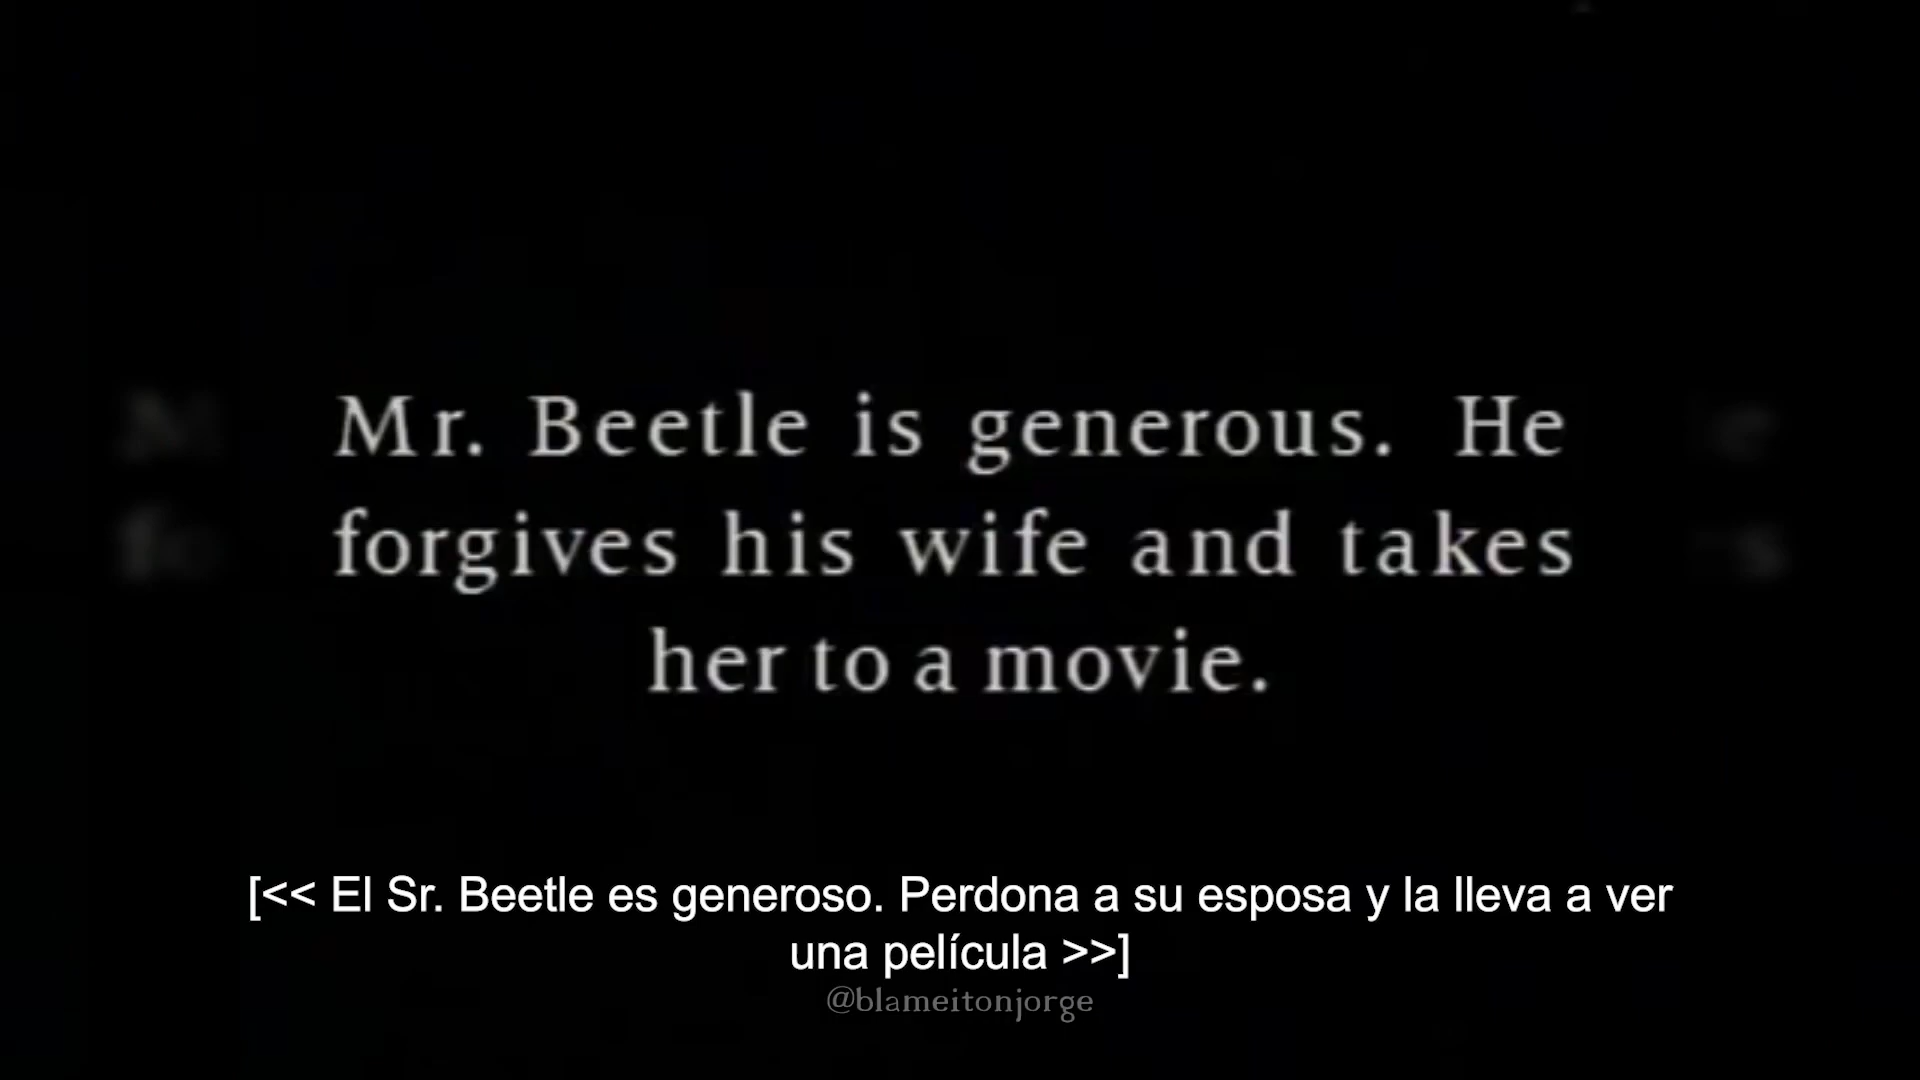 Mr. Beetle is generous. He
forgives his wife and takes
her to a movie.
[<< El Sr. Beetle es generoso. Perdona a su esposa y la lleva a ver
una película >>]
@blameitonjorge